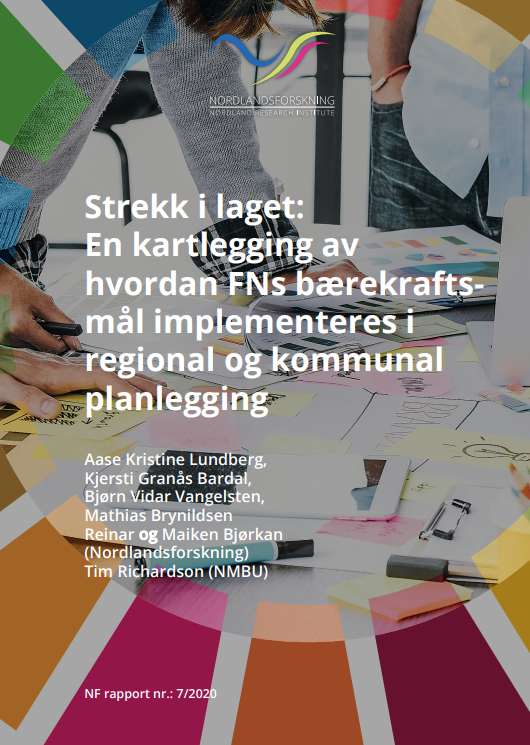 NORDLANDSFORSKNING
NORDLAND RESEARCH INSTITUTE
Strekk i laget:
En kartlegging av
hvordan FNs bærekrafts-
mål implementeres i
regional og kommunal
planlegging
Aase Kristine Lundberg,
Kjersti Granås Bardal,
Bjørn Vidar Vangelsten,
Mathias Brynildsen
Reinar og Maiken Bjørkan
(Nordlandsforskning)
Tim Richardson (NMBU)
NF rapport nr.: 7/2020